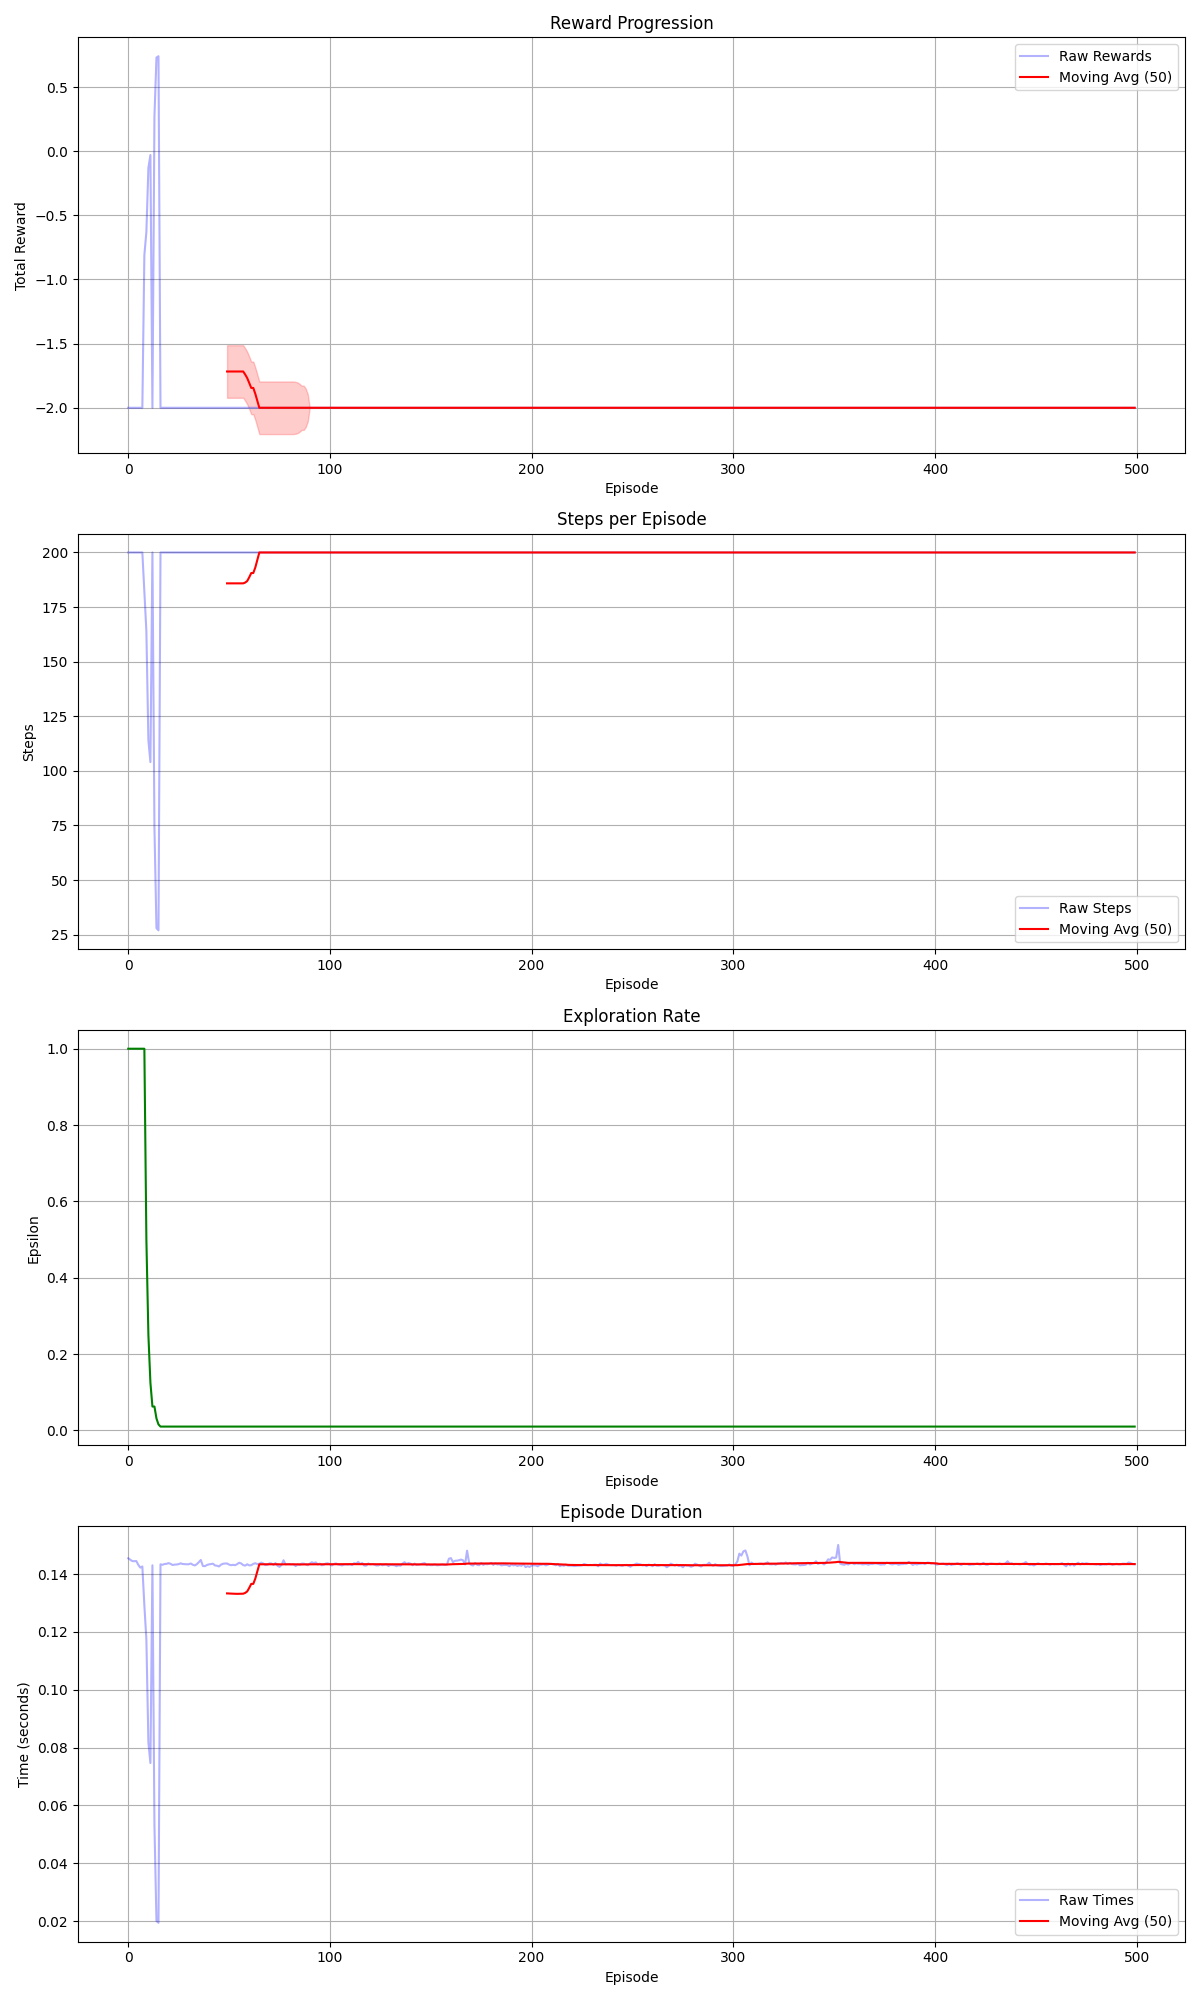 Reward Progression
Raw Rewards
Moving Avg (50)
0.5
0.0
−0.5
−1.0
−1.5
−2.0
Total Reward
0 100 200 300 400 500
Episode
Steps per Episode
200
175
150
125
100
75
50
25
Steps
Raw Steps
Moving Avg (50)
0 100 200 300 400 500
Episode
Exploration Rate
1.0
0.8
0.6
0.4
0.2
0.0
Epsilon
0 100 200 300 400 500
Episode
Episode Duration
0.14
0.12
0.10
0.08
0.06
0.04
0.02
Time (seconds)
Raw Times
Moving Avg (50)
0 100 200 300 400 500
Episode